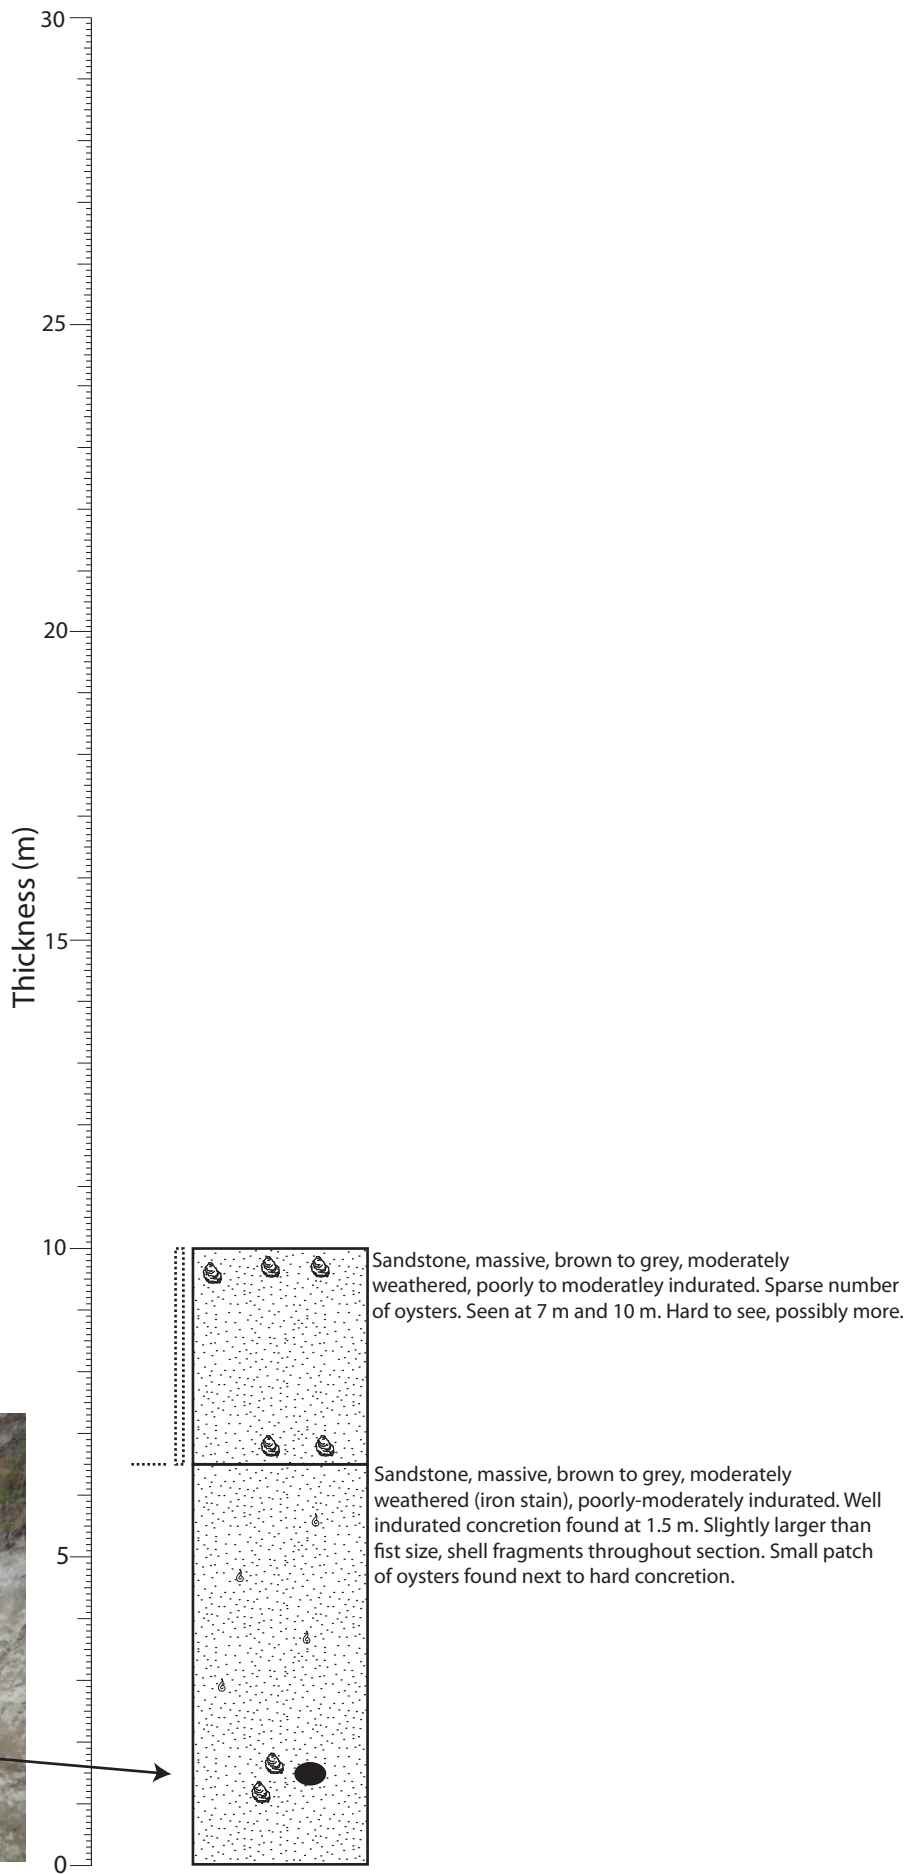 30
25
20
Thickness (m)
15
10
Sandstone, massive, brown to grey, moderately
weathered, poorly to moderatley indurated. Sparse number
of oysters. Seen at 7 m and 10 m. Hard to see, possibly more.
Sandstone, massive, brown to grey, moderately
weathered (iron stain), poorly-moderately indurated. Well
indurated concretion found at 1.5 m. Slightly larger than
fist size, shell fragments throughout section. Small patch
of oysters found next to hard concretion.
5
0